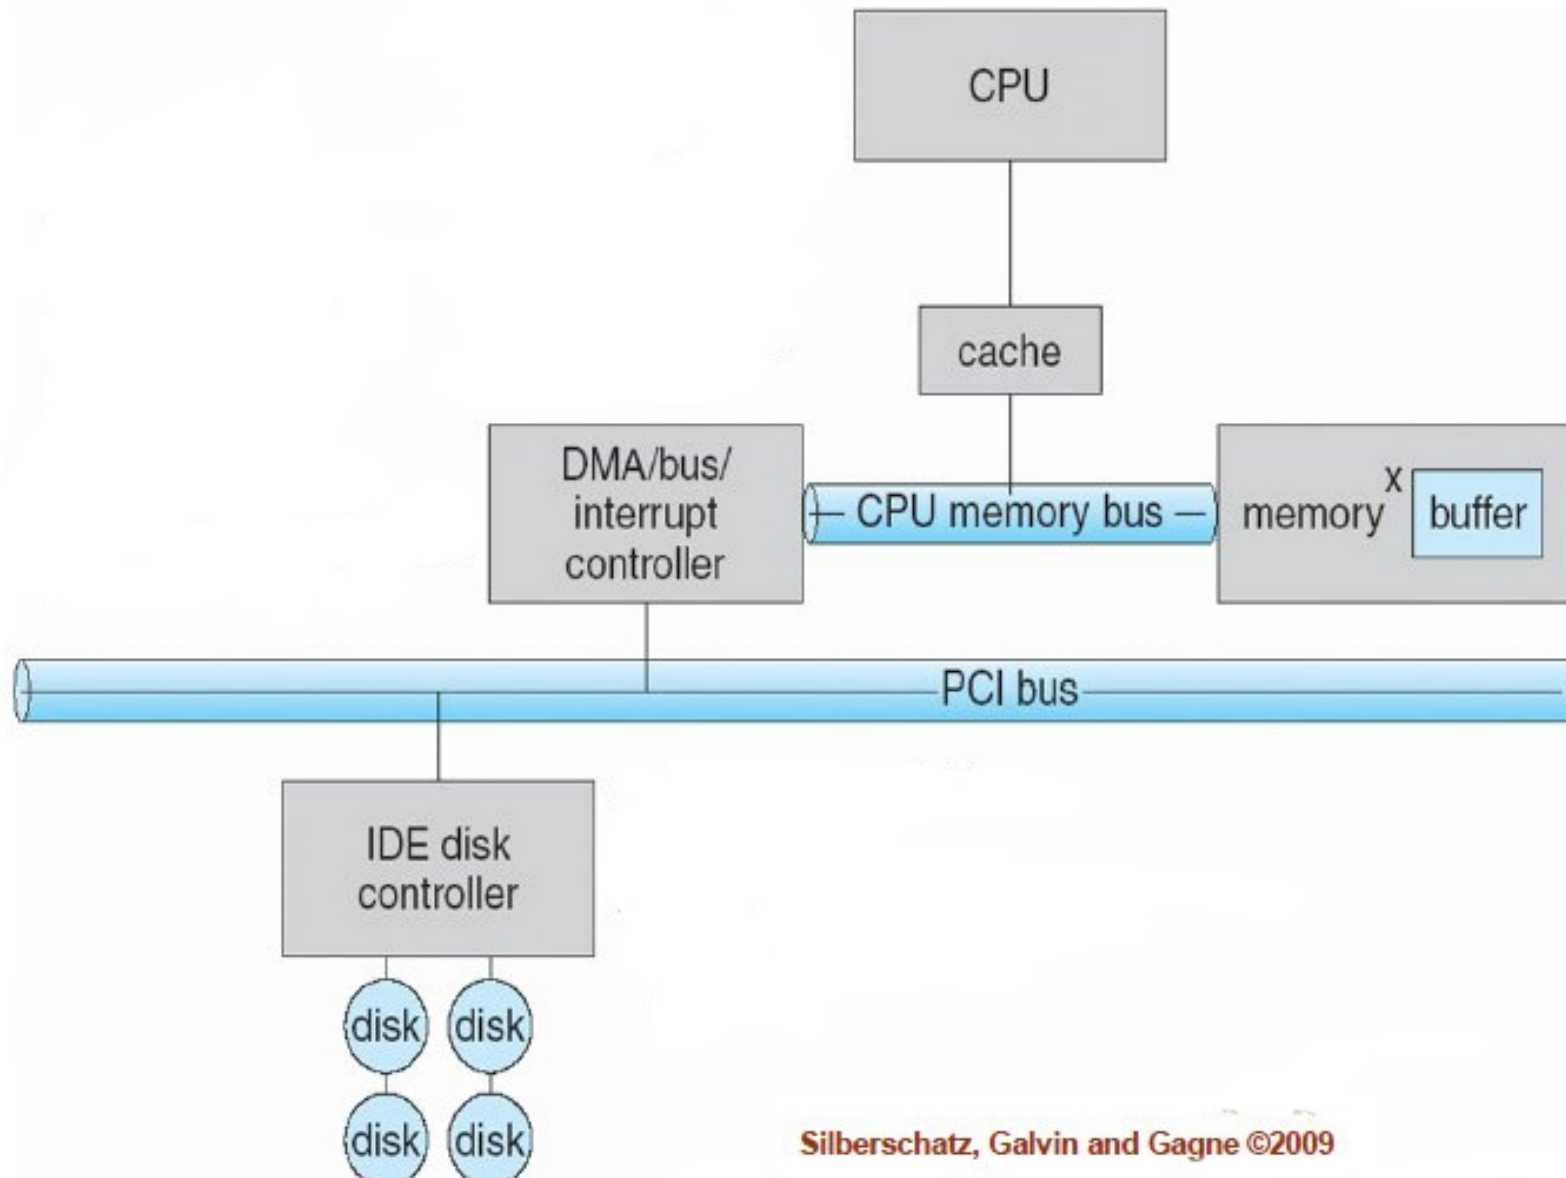 CPU
cache
DMA/bus/
interrupt
controller
CPU memory bus
memory
x
buffer
PCI bus
IDE disk
controller
disk
disk
disk
disk
Silberschatz, Galvin and Gagne ©2009